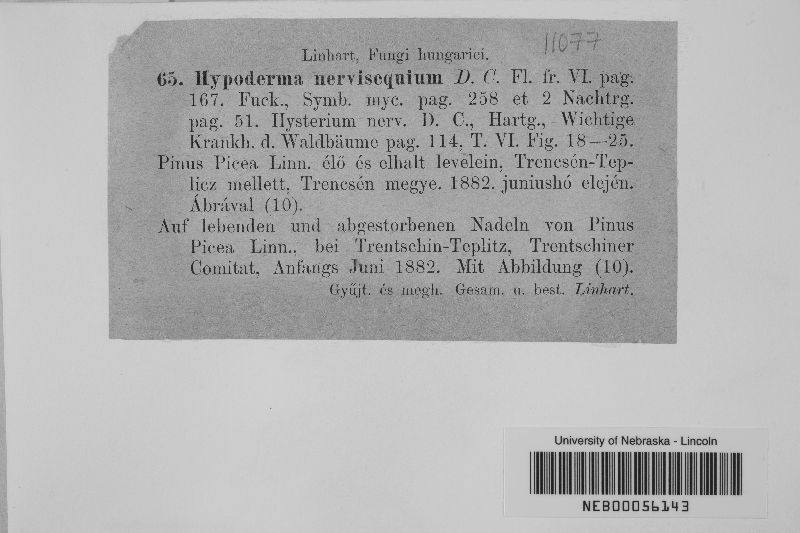 11077
Linhart, Fungi hungarici.
65. Hypoderma nervisequium D. C. Fl. fr. VI. pag.
167. Fuck., Symb. myc. pag. 258 et 2 Nachtrg.
pag. 51. Hysterium nerv. D. C., Hartg., Wichtige
Krankh. d. Waldbäume pag. 114, T. VI. Fig. 18—25.
Pinus Picea Linn. élő és elhalt levelein, Trencsén-Tep-
licz mellett, Trencsén megye. 1882. juniushó elején.
Ábrával (10).
Auf lebenden und abgestorbenen Nadeln von Pinus
Picea Linn., bei Trentschin-Teplitz, Trentschiner
Comitat, Anfangs Juni 1882. Mit Abbildung (10).
Gyűjt. és megh. Gesam. u. best. Linhart.
University of Nebraska - Lincoln
NEB00056143